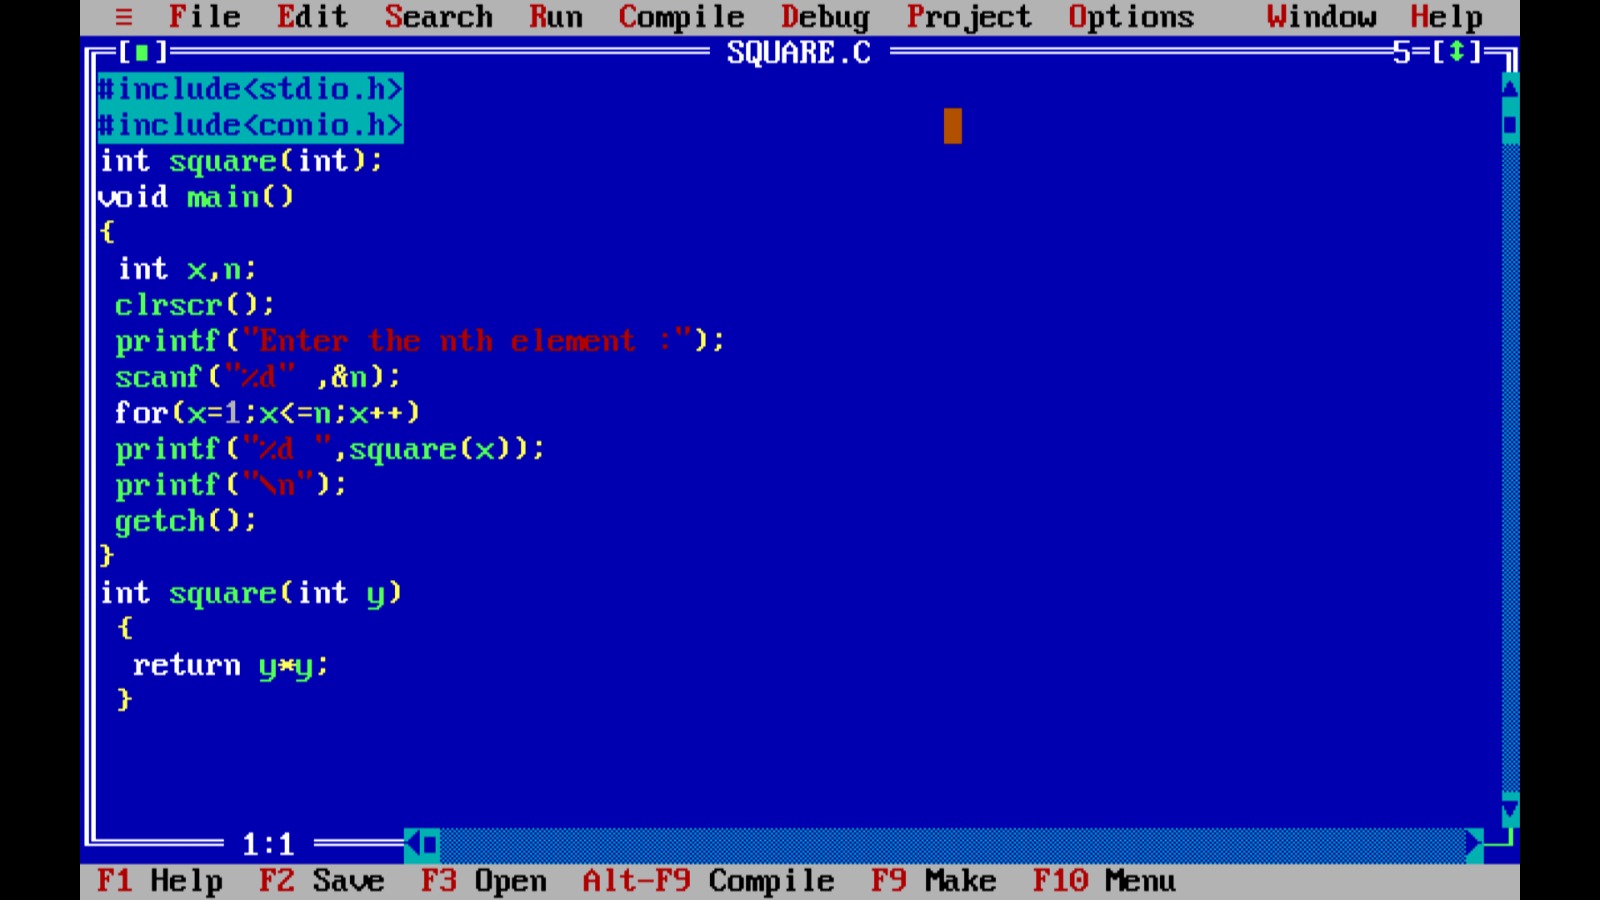 ≡ File Edit Search Run Compile Debug Project Options Window Help
[■] SQUARE.C 5=[↕]
#include<stdio.h>
#include<conio.h>
int square(int);
void main()
{
 int x,n;
 clrscr();
 printf("Enter the nth element :");
 scanf("%d" ,&n);
 for(x=1;x<=n;x++)
 printf("%d ",square(x));
 printf("\n");
 getch();
}
int square(int y)
 {
  return y*y;
 }
1:1
F1 Help F2 Save F3 Open Alt-F9 Compile F9 Make F10 Menu